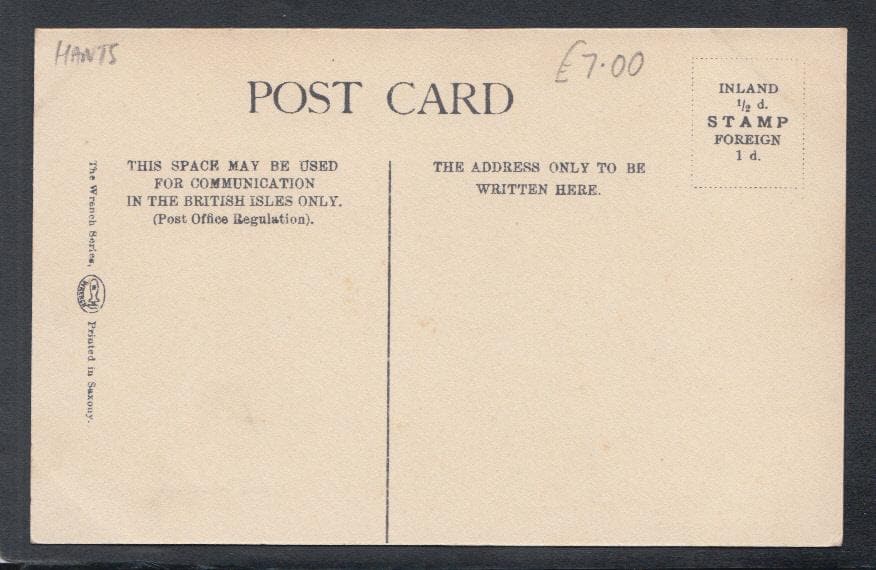 HANTS
£7.00
POST CARD
INLAND
1/2 d.
STAMP
FOREIGN
1 d.
THIS SPACE MAY BE USED
FOR COMMUNICATION
IN THE BRITISH ISLES ONLY.
(Post Office Regulation).
THE ADDRESS ONLY TO BE
WRITTEN HERE.
The Wrench Series,
WRENCH
Printed in Saxony.